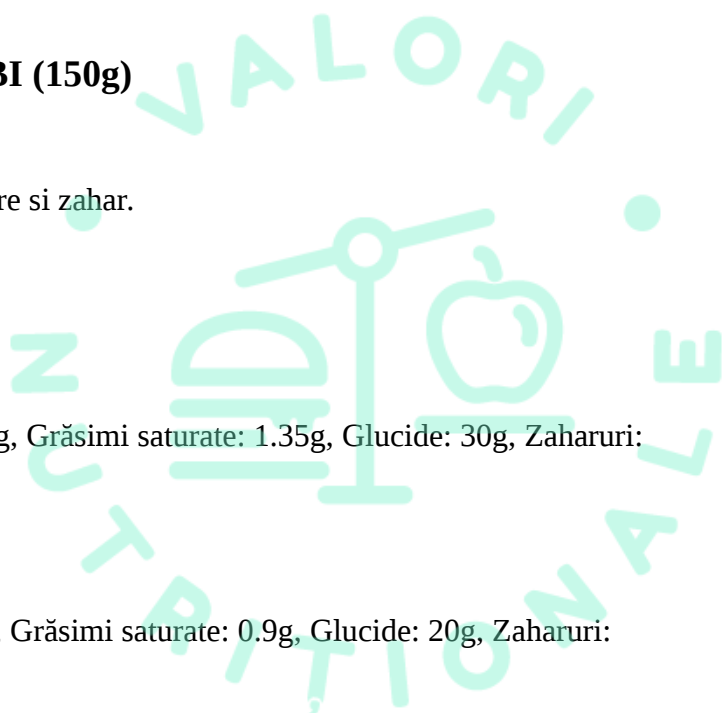 VALORI
BI (150g)
re si zahar.
g, Grăsimi saturate: 1.35g, Glucide: 30g, Zaharuri:
Grăsimi saturate: 0.9g, Glucide: 20g, Zaharuri:
NUTRITIONALE